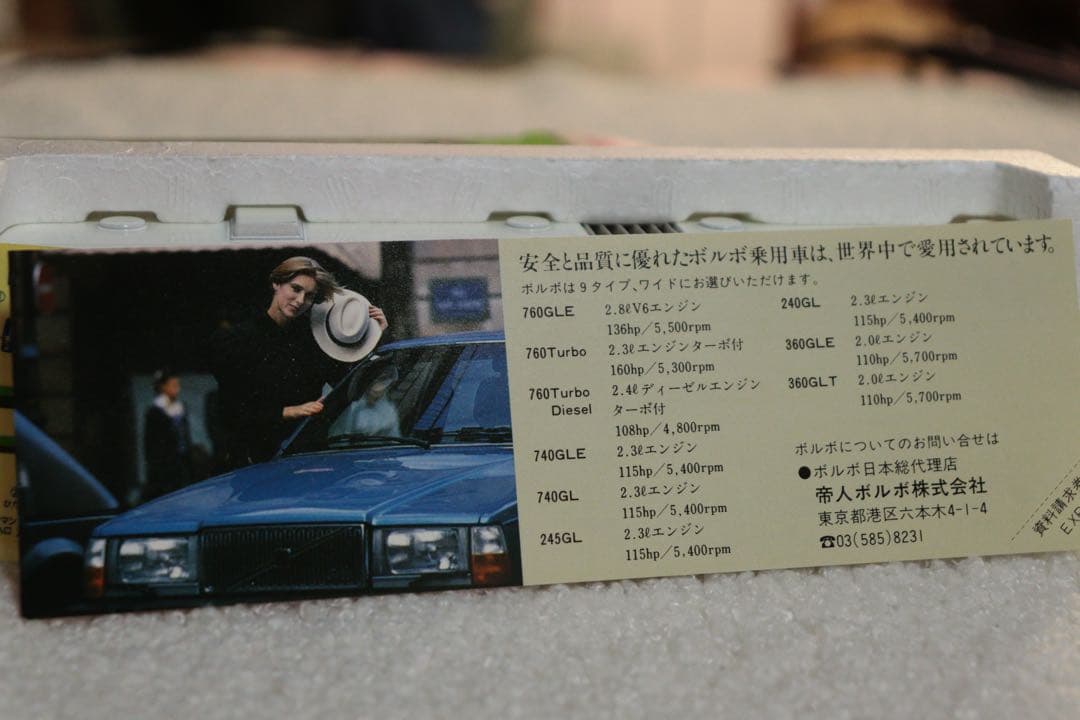 安全と品質に優れたボルボ乗用車は、世界中で愛用されています。
ボルボは9タイプ、ワイドにお選びいただけます。
760GLE 2.8ℓV6エンジン
136hp/5,500rpm
760Turbo 2.3ℓエンジンターボ付
160hp/5,300rpm
760Turbo 2.4ℓディーゼルエンジン
Diesel ターボ付
108hp/4,800rpm
740GLE 2.3ℓエンジン
115hp/5,400rpm
740GL 2.3ℓエンジン
115hp/5,400rpm
245GL 2.3ℓエンジン
115hp/5,400rpm
240GL 2.3ℓエンジン
115hp/5,400rpm
360GLE 2.0ℓエンジン
110hp/5,700rpm
360GLT 2.0ℓエンジン
110hp/5,700rpm
ボルボについてのお問い合せは
●ボルボ日本総代理店
帝人ボルボ株式会社
東京都港区六本木4-1-4
☎03(585)8231
資料請求券